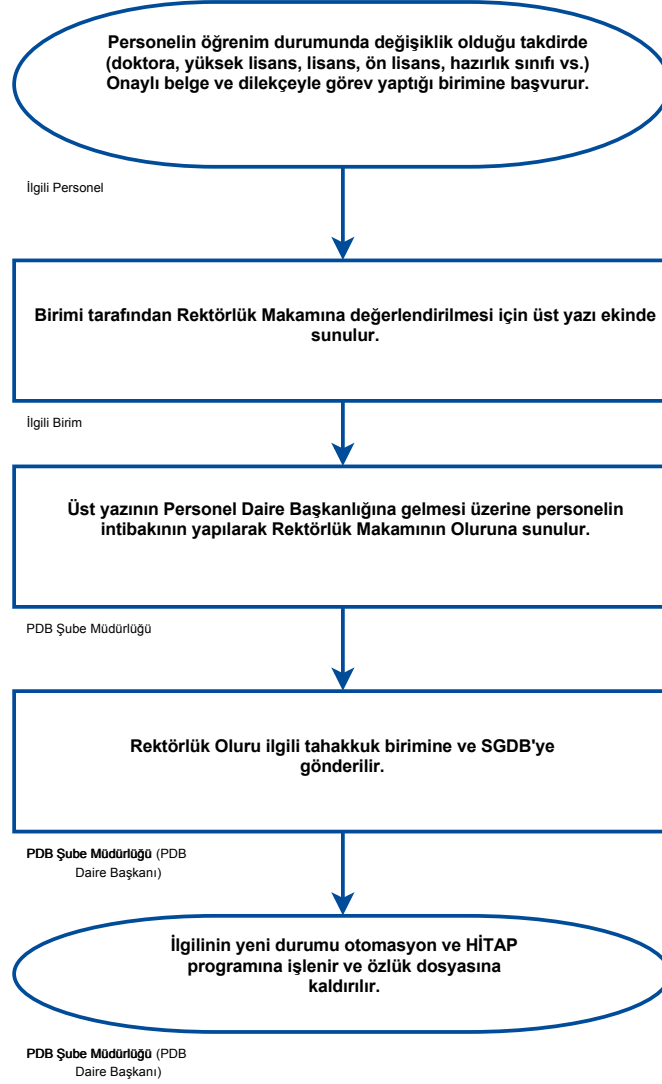 Personelin öğrenim durumunda değişiklik olduğu takdirde
(doktora, yüksek lisans, lisans, ön lisans, hazırlık sınıfı vs.)
Onaylı belge ve dilekçeyle görev yaptığı birimine başvurur.
İlgili Personel
Birimi tarafından Rektörlük Makamına değerlendirilmesi için üst yazı ekinde
sunulur.
İlgili Birim
Üst yazının Personel Daire Başkanlığına gelmesi üzerine personelin
intibakının yapılarak Rektörlük Makamının Oluruna sunulur.
PDB Şube Müdürlüğü
Rektörlük Oluru ilgili tahakkuk birimine ve SGDB'ye
gönderilir.
PDB Şube Müdürlüğü (PDB
Daire Başkanı)
İlgilinin yeni durumu otomasyon ve HİTAP
programına işlenir ve özlük dosyasına
kaldırılır.
PDB Şube Müdürlüğü (PDB
Daire Başkanı)